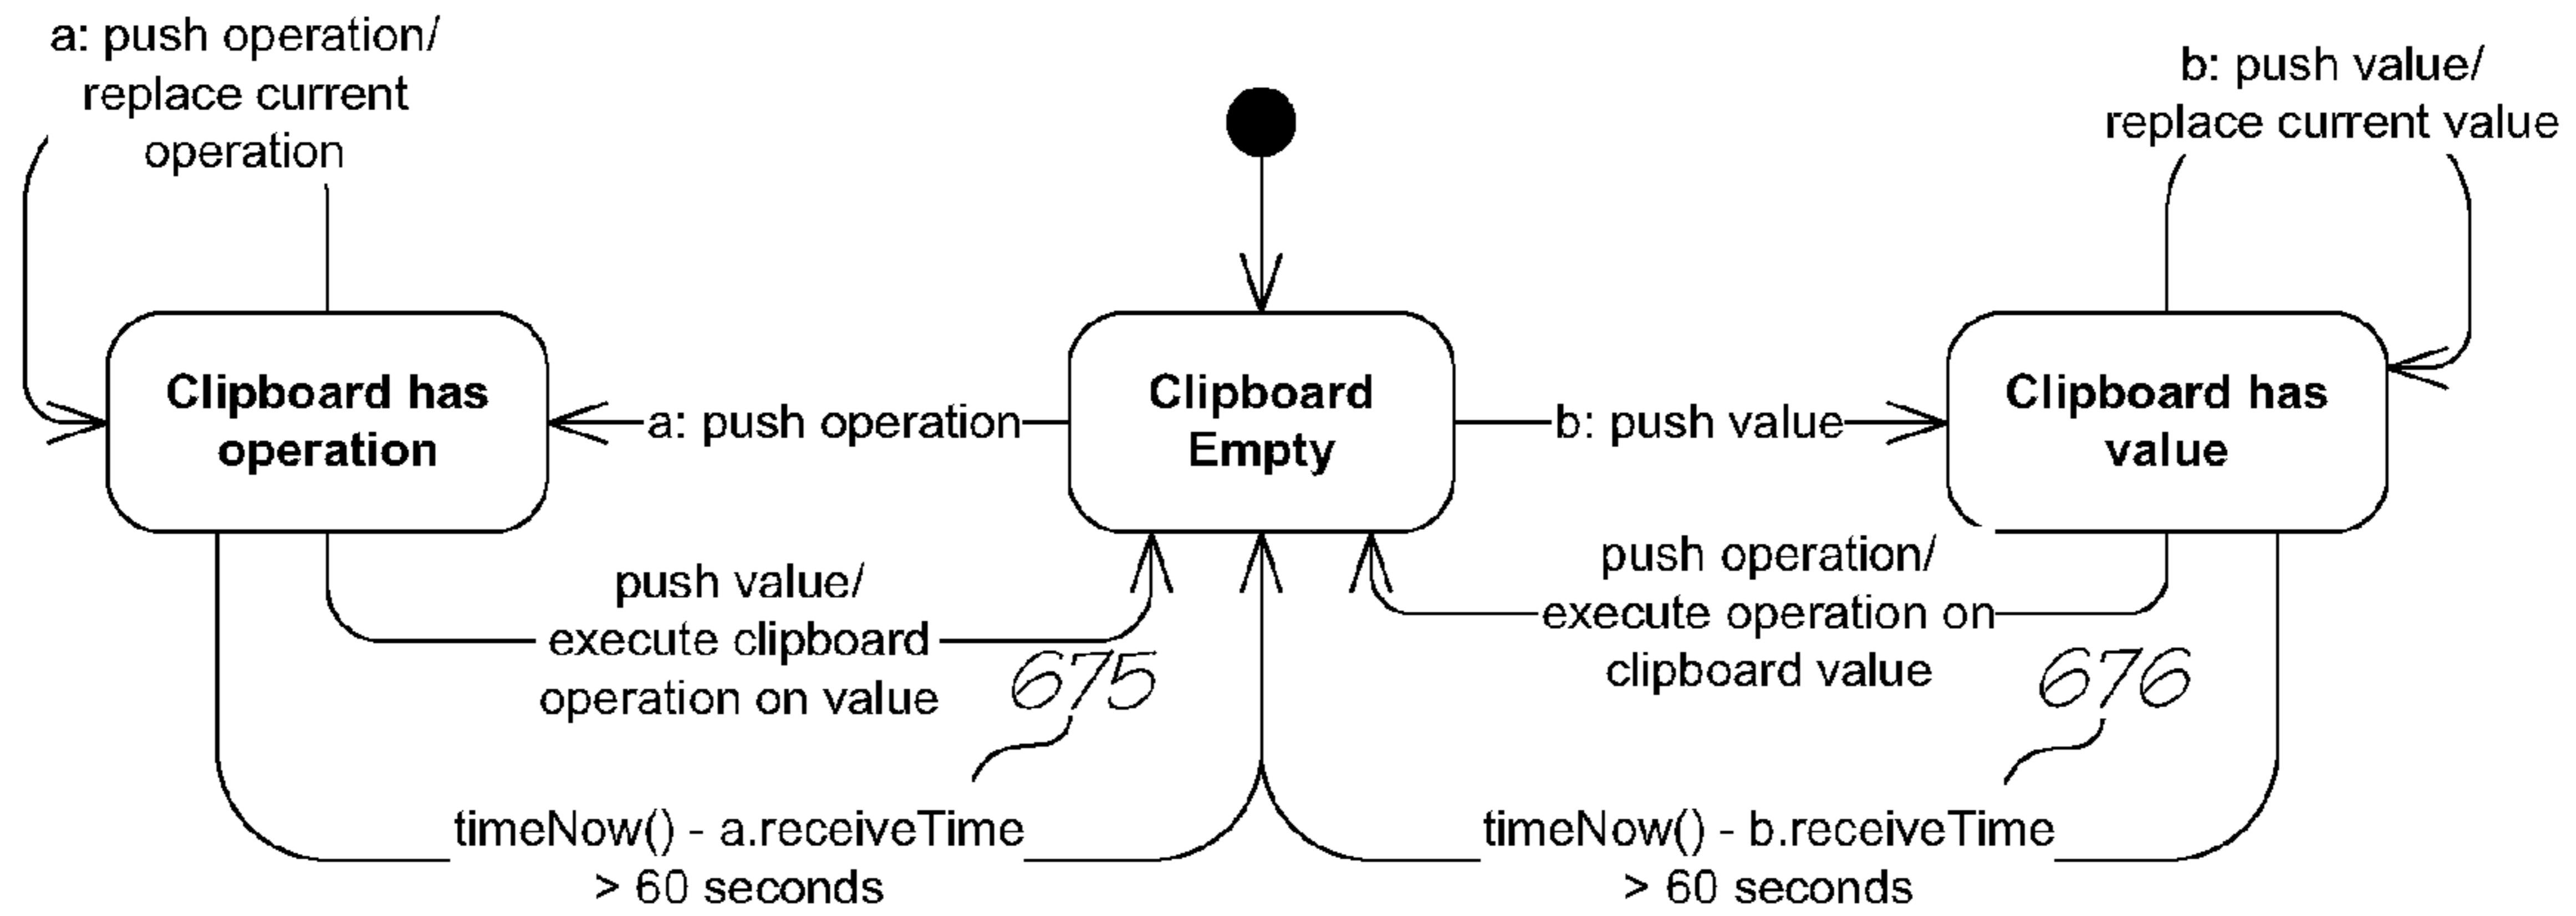 a: push operation/
replace current
operation
b: push value/
replace current value
Clipboard has
operation
a: push operation
Clipboard
Empty
b: push value
Clipboard has
value
push value/
execute clipboard
operation on value
675
push operation/
execute operation on
clipboard value
676
timeNow() - a.receiveTime
> 60 seconds
timeNow() - b.receiveTime
> 60 seconds